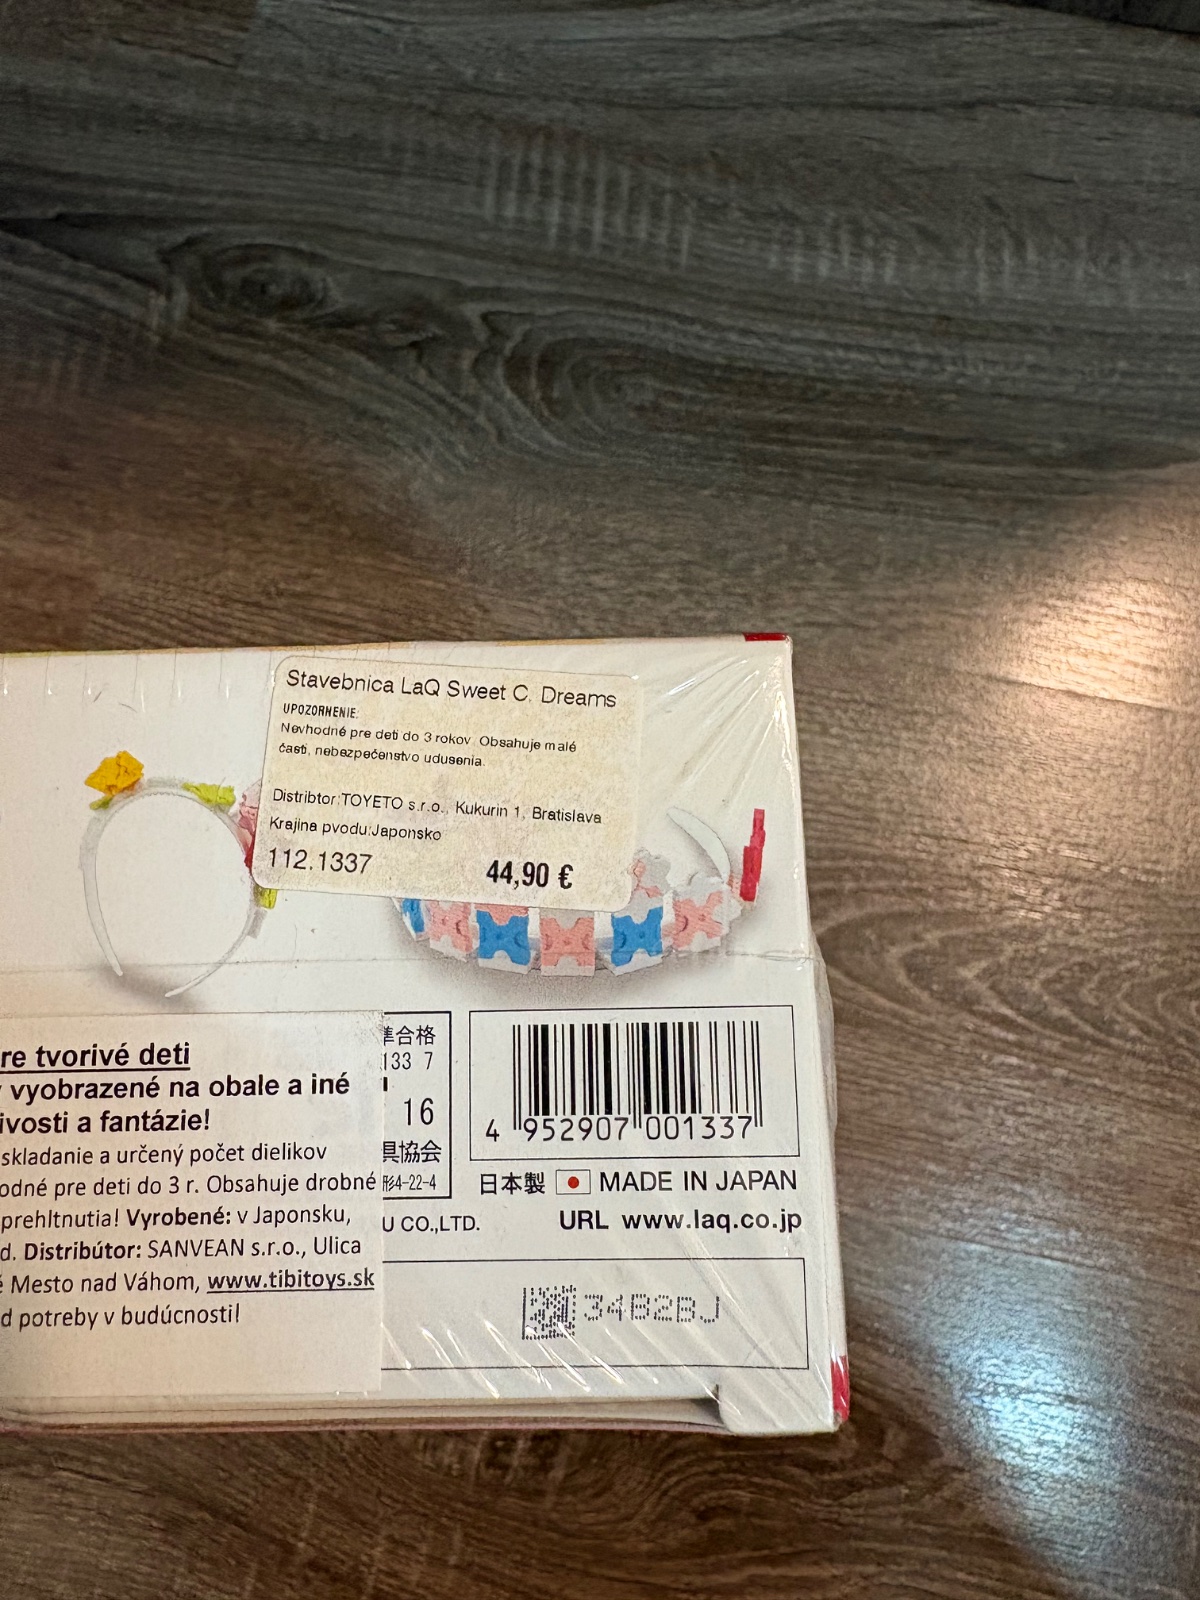 Stavebnica LaQ Sweet C. Dreams
UPOZORNENIE:
Nevhodné pre deti do 3 rokov. Obsahuje malé
časti, nebezpečenstvo udusenia.
Distribtor:TOYETO s.r.o., Kukurin 1, Bratislava
Krajina pvodu:Japonsko
112.1337 44,90 €
re tvorivé deti
vyobrazené na obale a iné
ivosti a fantázie!
skladanie a určený počet dielikov
odné pre deti do 3 r. Obsahuje drobné
prehltnutia! Vyrobené: v Japonsku,
d. Distribútor: SANVEAN s.r.o., Ulica
é Mesto nad Váhom, www.tibitoys.sk
d potreby v budúcnosti!
準合格
133 7
16
具協会
形4-22-4
U CO.,LTD.
4 952907 001337
日本製 MADE IN JAPAN
URL www.laq.co.jp
34B2BJ